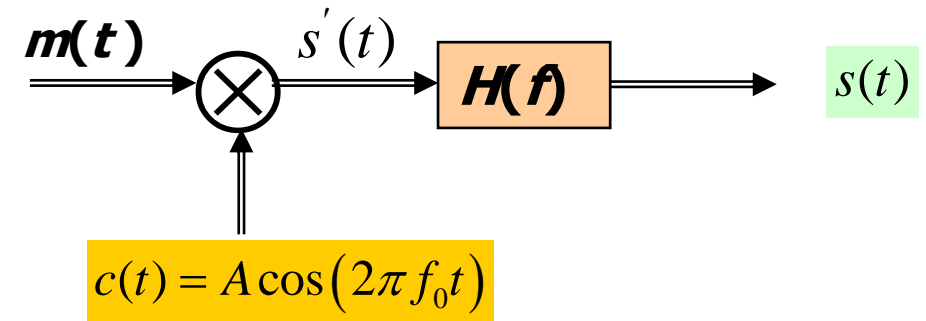 m(t) s'(t) H(f) s(t)
c(t) = A cos(2π f₀t)